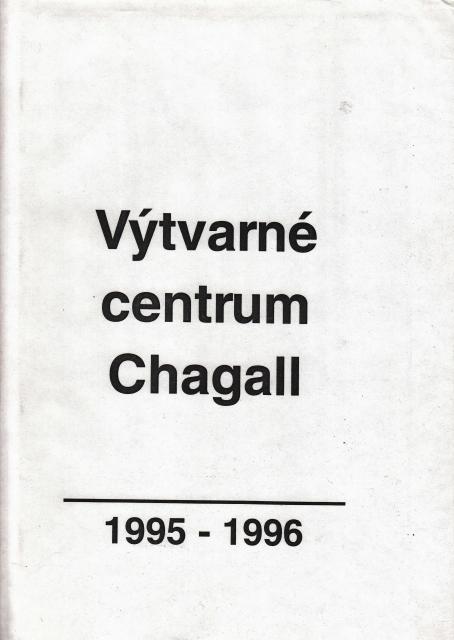 Výtvarné
centrum
Chagall
1995 - 1996